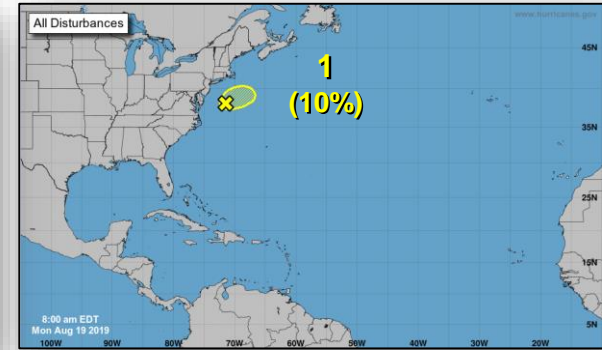 All Disturbances
www.hurricanes.gov
1
(10%)
45N
35N
25N
15N
5N
8:00 am EDT
Mon Aug 19 2019
100W 90W 80W 70W 60W 50W 40W 30W 20W